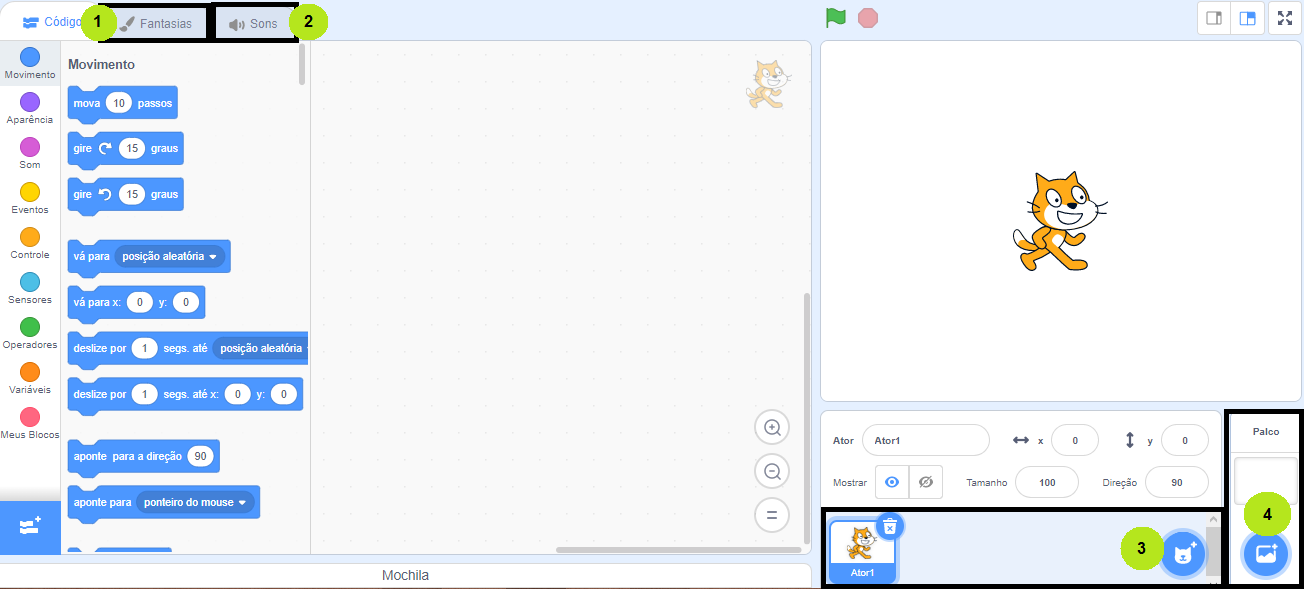 Código
1
Fantasias
Sons
2
Movimento
Aparência
Som
Eventos
Controle
Sensores
Operadores
Variáveis
Meus Blocos
Movimento
mova 10 passos
gire 15 graus
gire 15 graus
vá para posição aleatória
vá para x: 0 y: 0
deslize por 1 segs. até posição aleatória
deslize por 1 segs. até x: 0 y: 0
aponte para a direção 90
aponte para ponteiro do mouse
Mochila
Ator Ator1 x 0 y 0
Mostrar Tamanho 100 Direção 90
Ator1
3
Palco
4